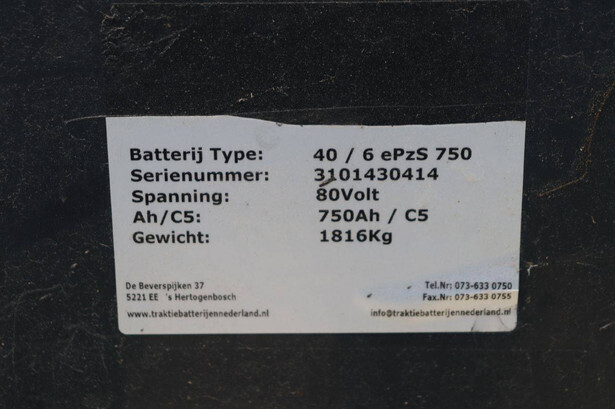 Batterij Type: 40 / 6 ePzS 750
Serienummer: 3101430414
Spanning: 80Volt
Ah/C5: 750Ah / C5
Gewicht: 1816Kg
De Beverspijken 37 Tel.Nr: 073-633 0750
5221 EE 's Hertogenbosch Fax.Nr: 073-633 0755
www.traktiebatterijennederland.nl info@traktiebatterijennederland.nl